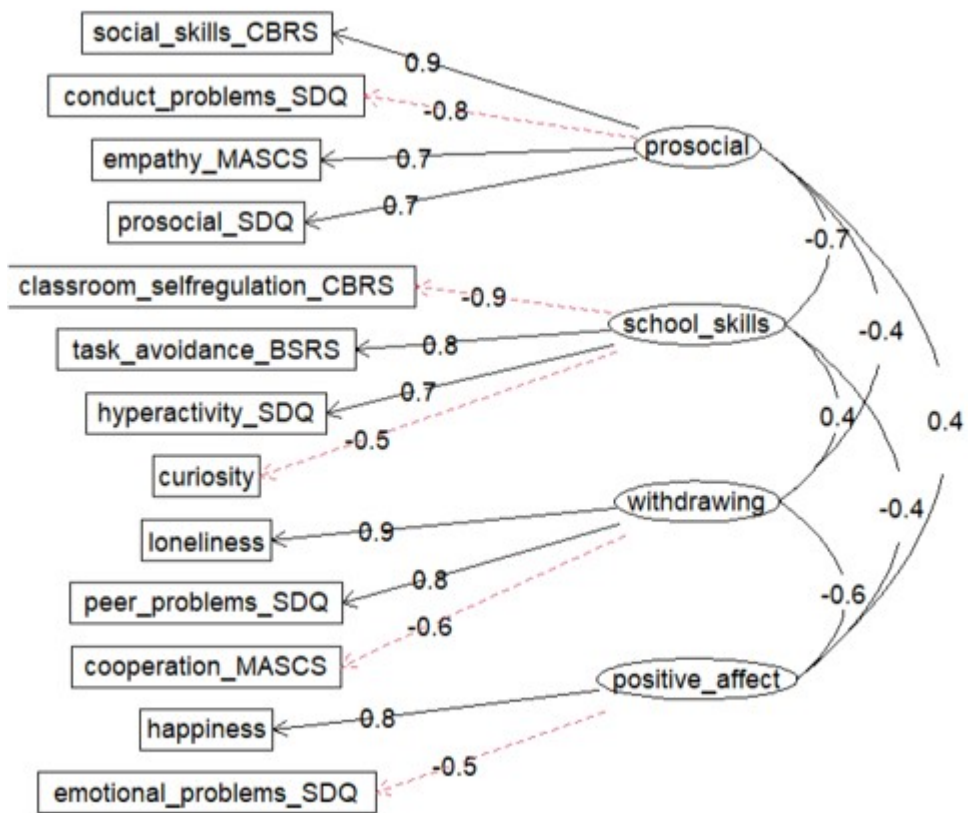 social_skills_CBRS
0.9
conduct_problems_SDQ
-0.8
empathy_MASCS
0.7
prosocial
prosocial_SDQ
0.7
-0.7
classroom_selfregulation_CBRS
-0.9
school_skills
-0.4
task_avoidance_BSRS
0.8
hyperactivity_SDQ
0.7
0.4
0.4
curiosity
-0.5
withdrawing
-0.4
loneliness
0.9
peer_problems_SDQ
0.8
-0.6
cooperation_MASCS
-0.6
positive_affect
happiness
0.8
emotional_problems_SDQ
-0.5